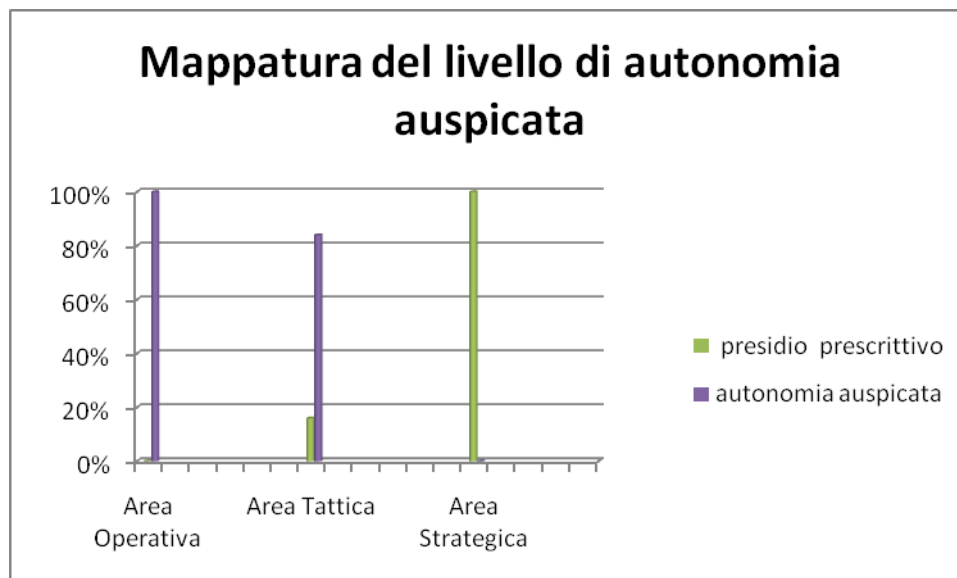 Mappatura del livello di autonomia
auspicata
100%
80%
60%
40%
20%
0%
Area
Operativa
Area Tattica
Area
Strategica
presidio prescrittivo
autonomia auspicata